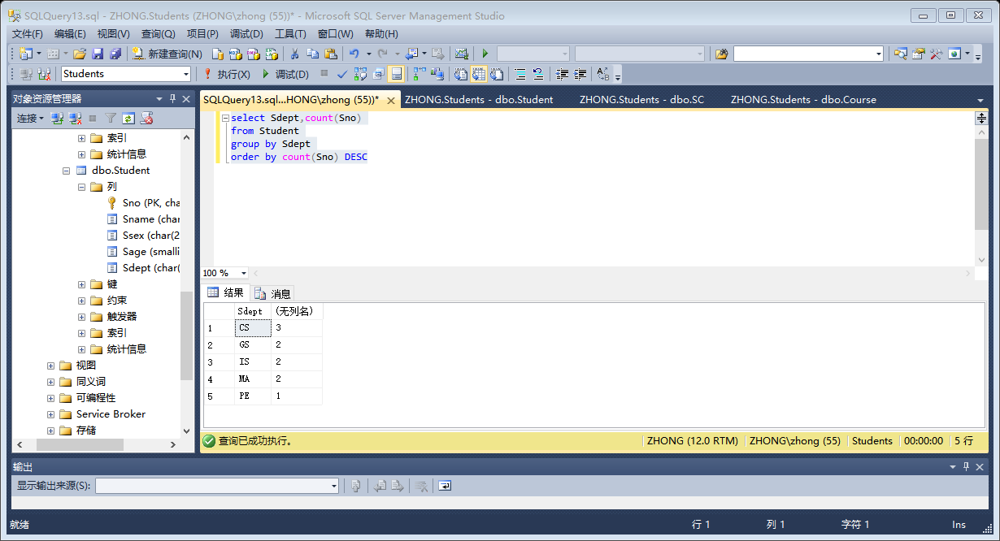 SQLQuery13.sql - ZHONG.Students (ZHONG\zhong (55))* - Microsoft SQL Server Management Studio
文件(F) 编辑(E) 视图(V) 查询(Q) 项目(P) 调试(D) 工具(T) 窗口(W) 帮助(H)
新建查询(N)
Students 执行(X) 调试(D)
对象资源管理器
连接
索引
统计信息
dbo.Student
列
Sno (PK, cha
Sname (char
Ssex (char(2
Sage (smalli
Sdept (char(
键
约束
触发器
索引
统计信息
视图
同义词
可编程性
Service Broker
存储
SQLQuery13.sql...HONG\zhong (55))* ZHONG.Students - dbo.Student ZHONG.Students - dbo.SC ZHONG.Students - dbo.Course
select Sdept,count(Sno)
from Student
group by Sdept
order by count(Sno) DESC
100 %
结果 消息
Sdept (无列名)
1 CS 3
2 GS 2
3 IS 2
4 MA 2
5 PE 1
查询已成功执行。 ZHONG (12.0 RTM) ZHONG\zhong (55) Students 00:00:00 5 行
输出
显示输出来源(S):
就绪 行 1 列 1 字符 1 Ins